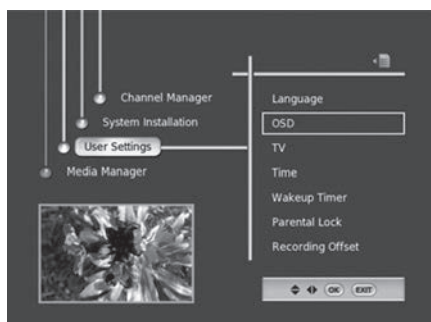 Channel Manager
System Installation
User Settings
Media Manager
Language
OSD
TV
Time
Wakeup Timer
Parental Lock
Recording Offset
OK EXIT